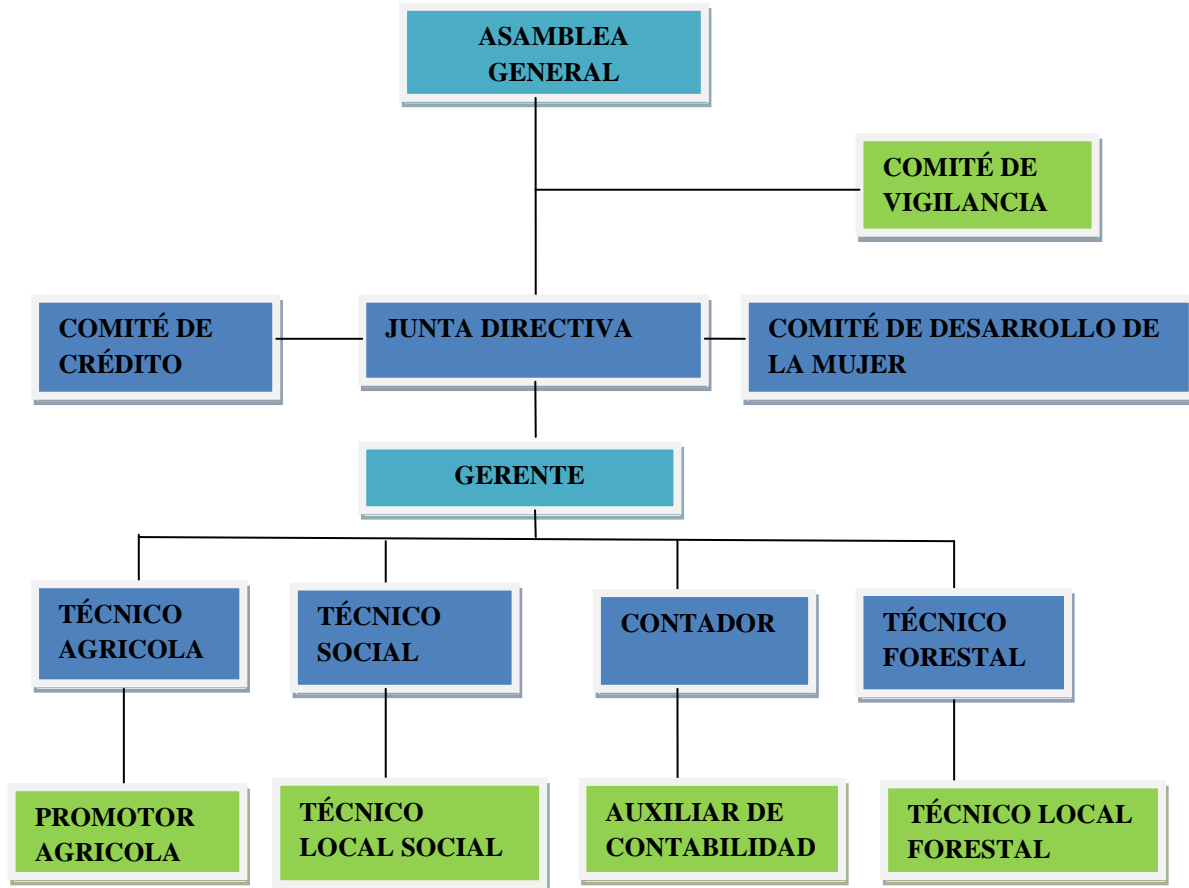 ASAMBLEA
GENERAL
COMITÉ DE
VIGILANCIA
COMITÉ DE
CRÉDITO
JUNTA DIRECTIVA
COMITÉ DE DESARROLLO DE
LA MUJER
GERENTE
TÉCNICO
AGRICOLA
TÉCNICO
SOCIAL
CONTADOR
TÉCNICO
FORESTAL
PROMOTOR
AGRICOLA
TÉCNICO
LOCAL SOCIAL
AUXILIAR DE
CONTABILIDAD
TÉCNICO LOCAL
FORESTAL